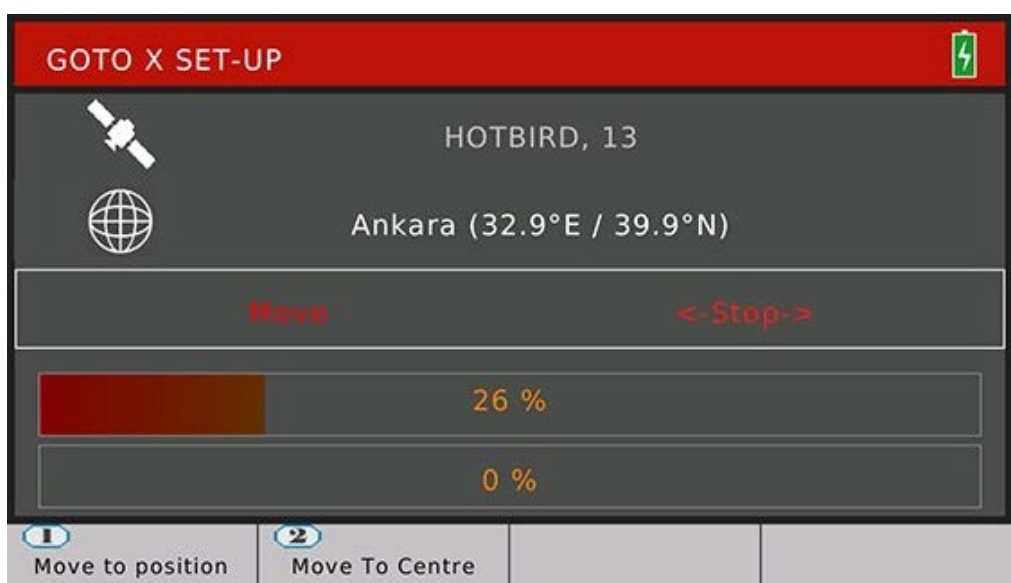 GOTO X SET-UP
HOTBIRD, 13
Ankara (32.9°E / 39.9°N)
Move <-Stop->
26 %
0 %
1 2
Move to position Move To Centre